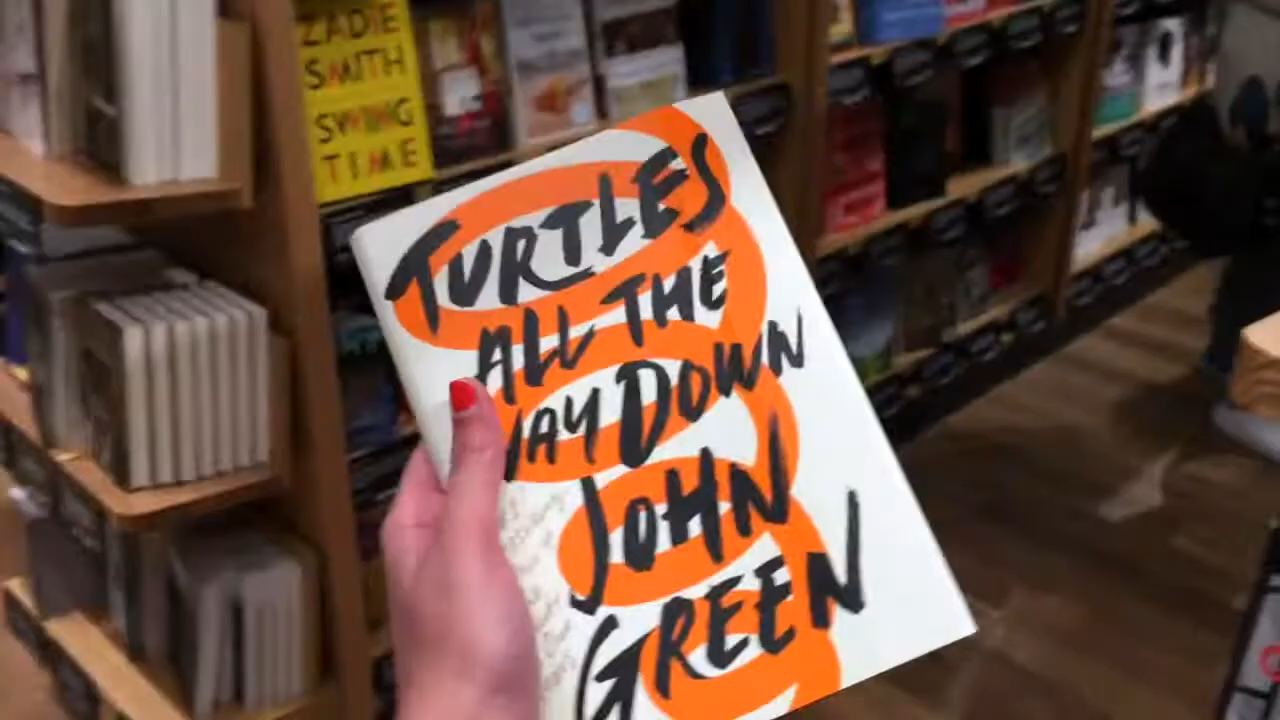 ZADIE
SMITH
SWING
TIME
TURTLES
ALL THE
WAY DOWN
JOHN
GREEN